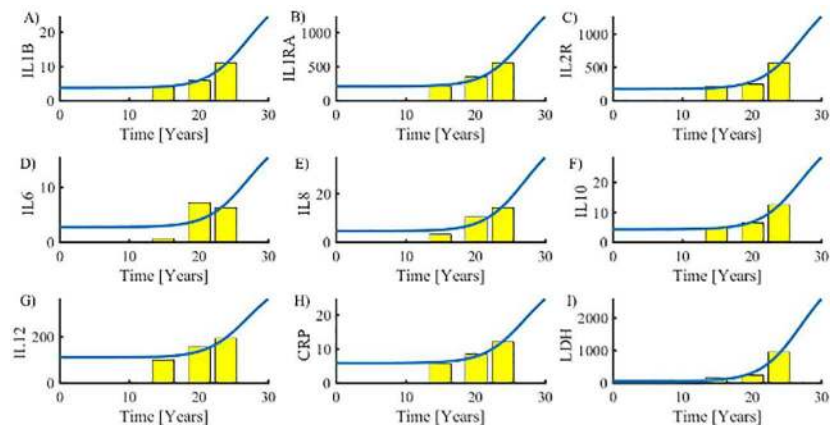 A)
20
10
0
IL1B
0 10 20 30
Time [Years]
B)
1000
500
0
IL1RA
0 10 20 30
Time [Years]
C)
1000
500
0
IL2R
0 10 20 30
Time [Years]
D)
10
0
IL6
0 10 20 30
Time [Years]
E)
20
0
IL8
0 10 20 30
Time [Years]
F)
20
10
0
IL10
0 10 20 30
Time [Years]
G)
200
0
IL12
0 10 20 30
Time [Years]
H)
20
10
0
CRP
0 10 20 30
Time [Years]
I)
2000
1000
0
LDH
0 10 20 30
Time [Years]